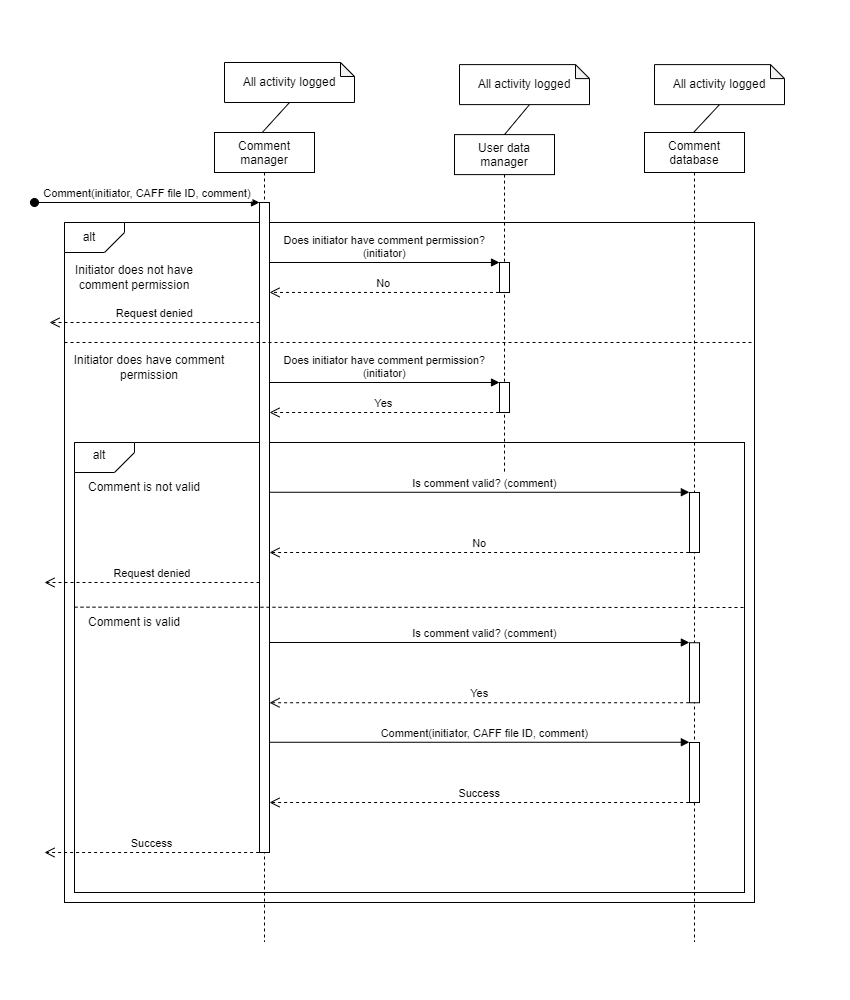 All activity logged
All activity logged
All activity logged
Comment
manager
User data
manager
Comment
database
Comment(initiator, CAFF file ID, comment)
alt
Does initiator have comment permission?
(initiator)
Initiator does not have
comment permission
No
Request denied
Initiator does have comment
permission
Does initiator have comment permission?
(initiator)
Yes
alt
Comment is not valid
Is comment valid? (comment)
No
Request denied
Comment is valid
Is comment valid? (comment)
Yes
Comment(initiator, CAFF file ID, comment)
Success
Success